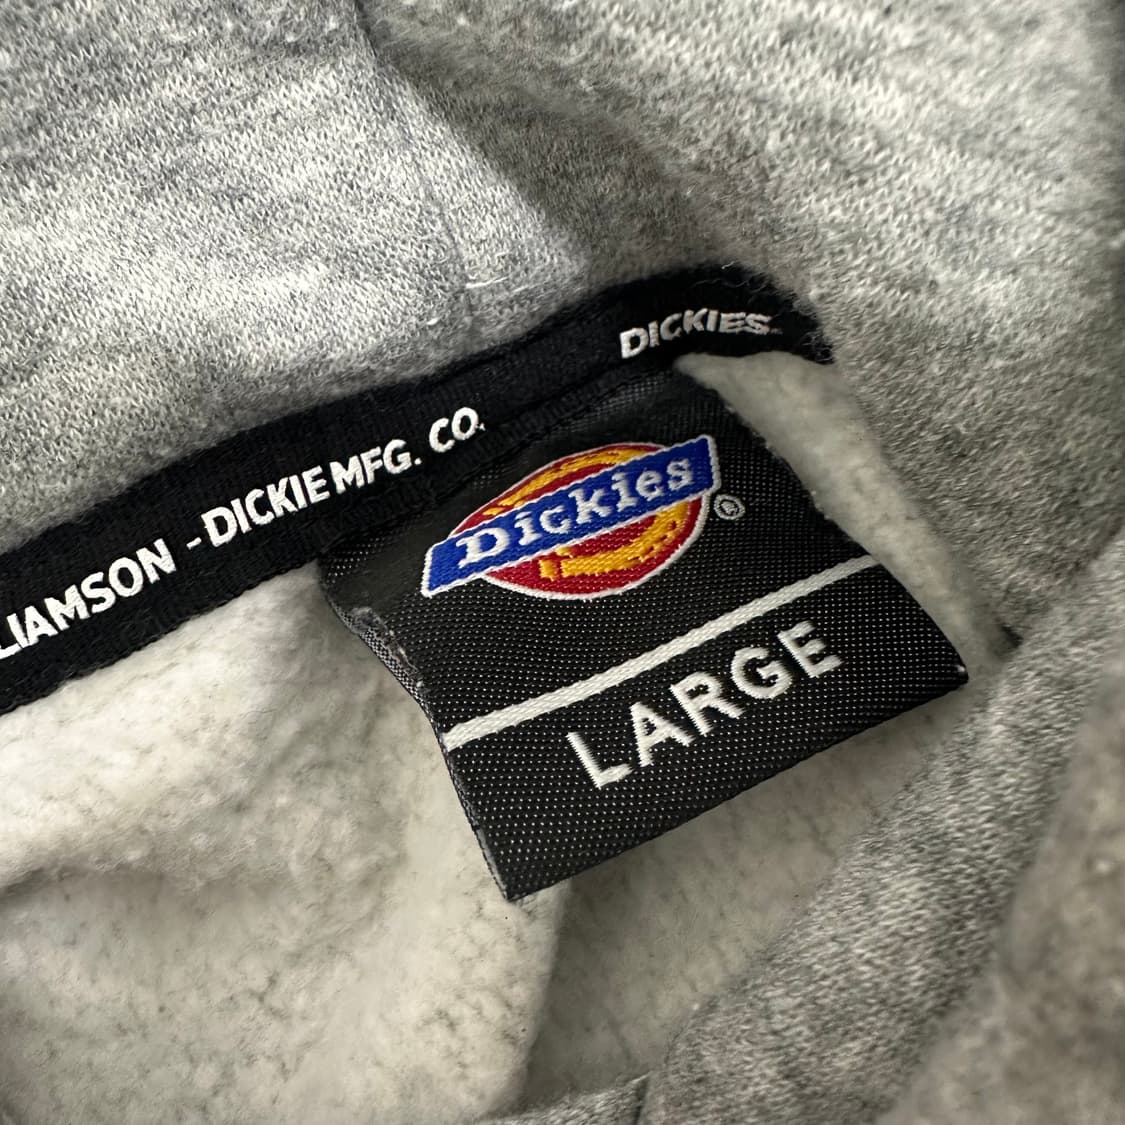 LIAMSON -DICKIE MFG. CO.
DICKIES
Dickies®
LARGE